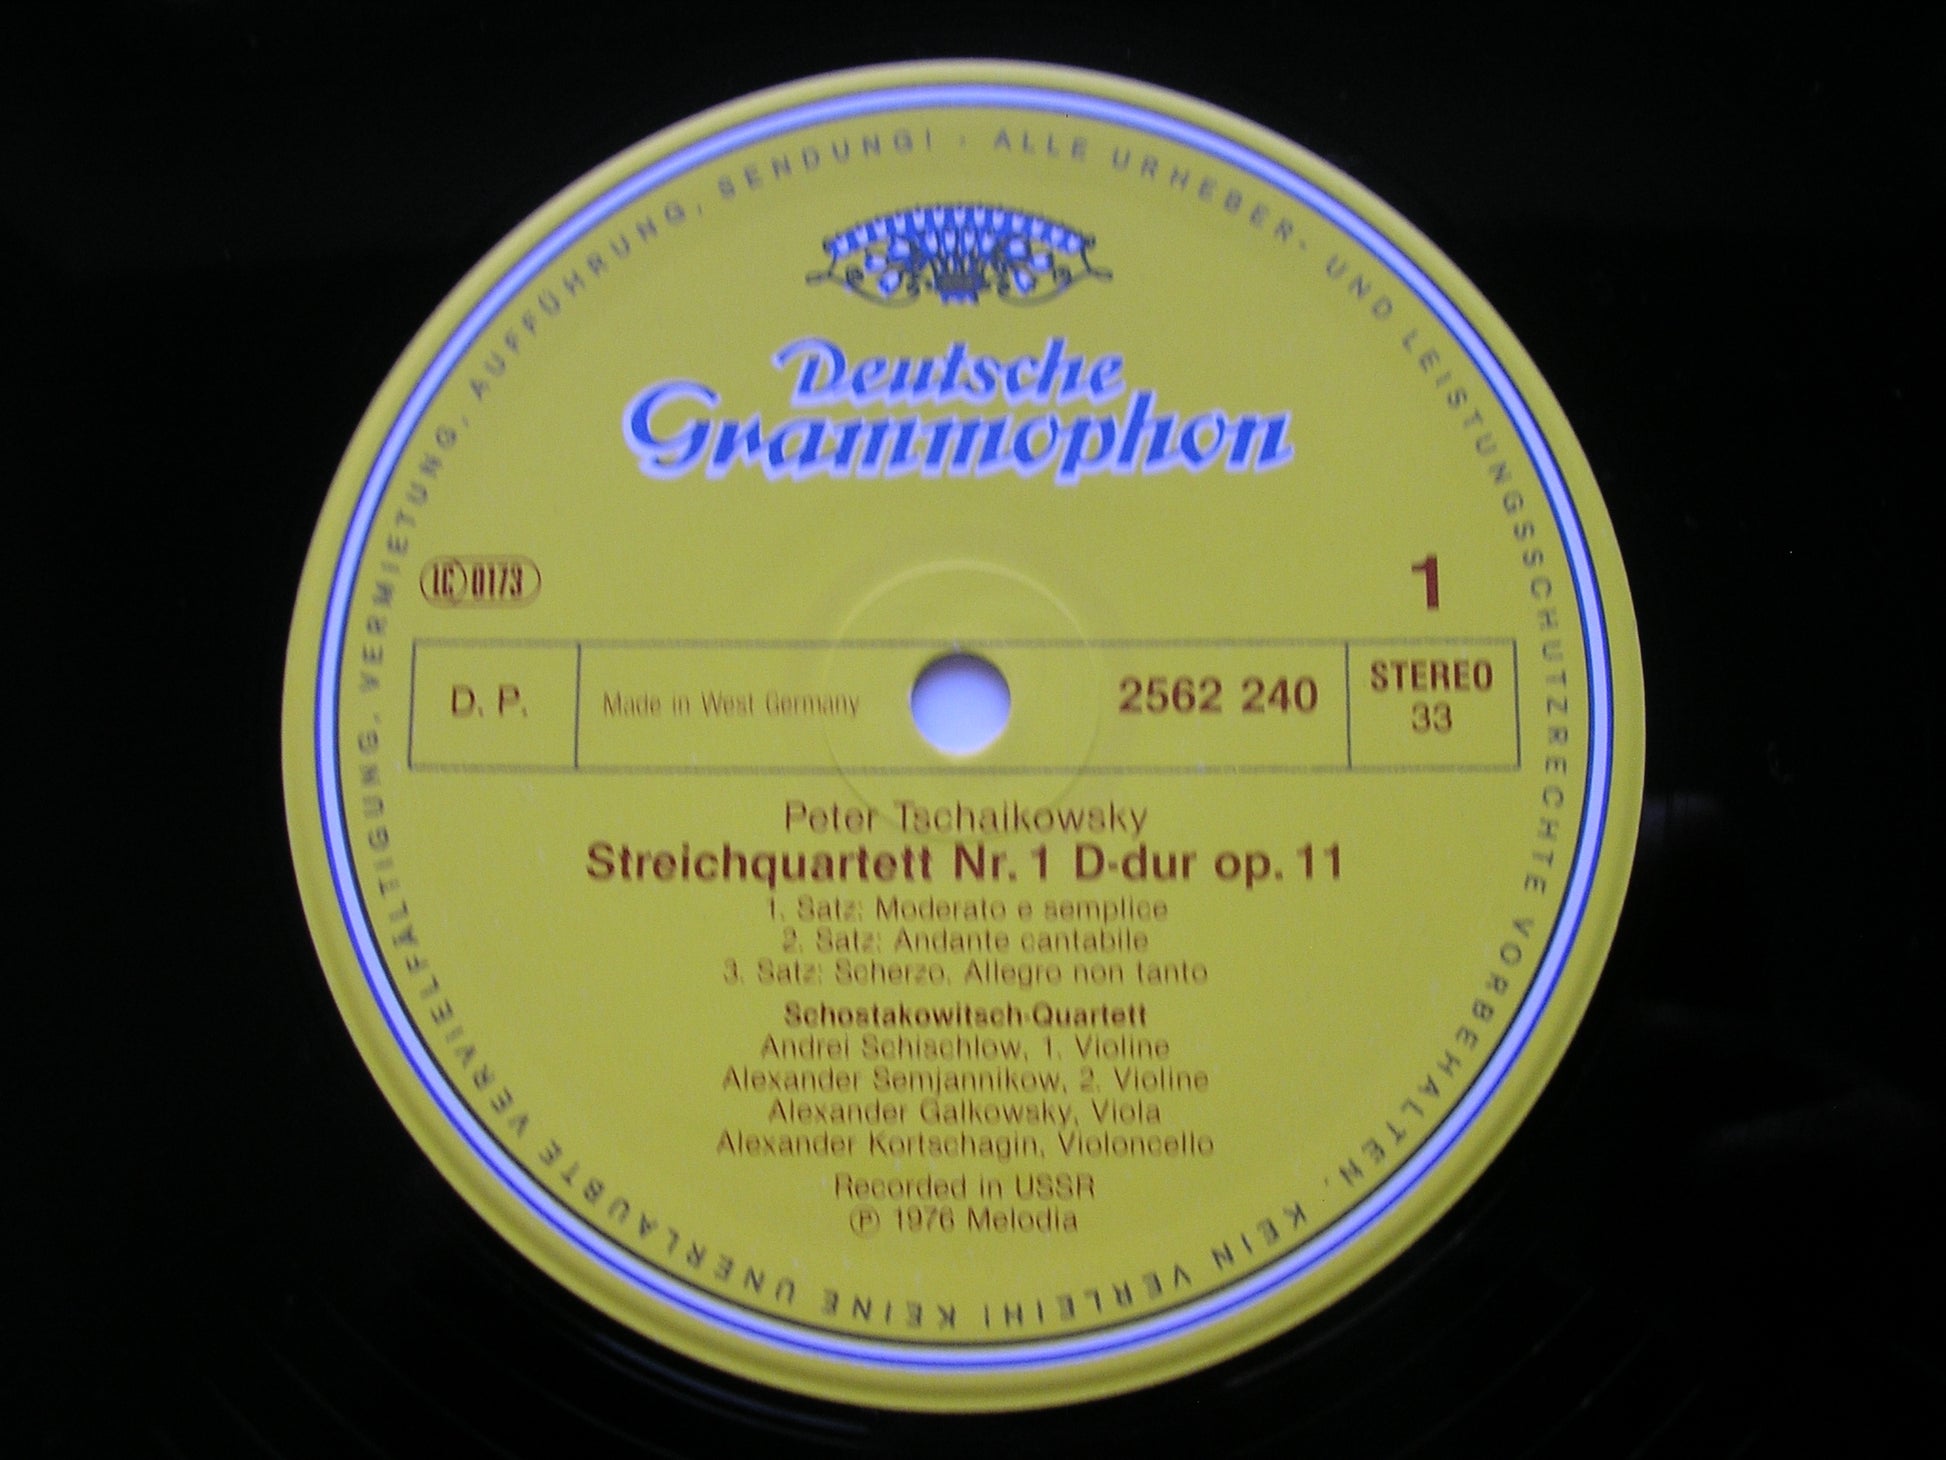 ALLE URHEBER- UND LEISTUNGSSCHUTZRECHTE VORBEHALTEN. KEIN VERLEIH! KEINE UNERLAUBTE VERVIELFÄLTIGUNG, VERMIETUNG, AUFFÜHRUNG, SENDUNG! ·
Deutsche
Grammophon
LC 0173
1
D. P.
Made in West Germany
2562 240
STEREO
33
Peter Tschaikowsky
Streichquartett Nr. 1 D-dur op. 11
1. Satz: Moderato e semplice
2. Satz: Andante cantabile
3. Satz: Scherzo. Allegro non tanto
Schostakowitsch-Quartett
Andrei Schischlow, 1. Violine
Alexander Semjannikow, 2. Violine
Alexander Galkowsky, Viola
Alexander Kortschagin, Violoncello
Recorded in USSR
Ⓟ 1976 Melodia